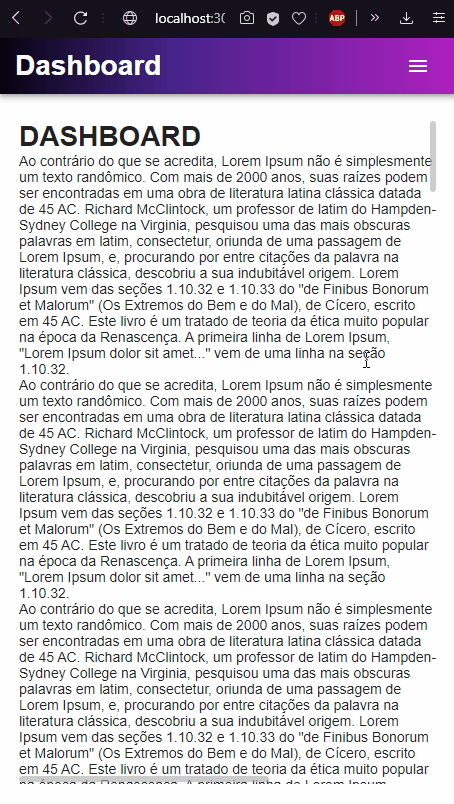 localhost:30
ABP
Dashboard
DASHBOARD
Ao contrário do que se acredita, Lorem Ipsum não é simplesmente
um texto randômico. Com mais de 2000 anos, suas raízes podem
ser encontradas em uma obra de literatura latina clássica datada
de 45 AC. Richard McClintock, um professor de latim do Hampden-
Sydney College na Virginia, pesquisou uma das mais obscuras
palavras em latim, consectetur, oriunda de uma passagem de
Lorem Ipsum, e, procurando por entre citações da palavra na
literatura clássica, descobriu a sua indubitável origem. Lorem
Ipsum vem das seções 1.10.32 e 1.10.33 do "de Finibus Bonorum
et Malorum" (Os Extremos do Bem e do Mal), de Cícero, escrito
em 45 AC. Este livro é um tratado de teoria da ética muito popular
na época da Renascença. A primeira linha de Lorem Ipsum,
"Lorem Ipsum dolor sit amet..." vem de uma linha na seção
1.10.32.
Ao contrário do que se acredita, Lorem Ipsum não é simplesmente
um texto randômico. Com mais de 2000 anos, suas raízes podem
ser encontradas em uma obra de literatura latina clássica datada
de 45 AC. Richard McClintock, um professor de latim do Hampden-
Sydney College na Virginia, pesquisou uma das mais obscuras
palavras em latim, consectetur, oriunda de uma passagem de
Lorem Ipsum, e, procurando por entre citações da palavra na
literatura clássica, descobriu a sua indubitável origem. Lorem
Ipsum vem das seções 1.10.32 e 1.10.33 do "de Finibus Bonorum
et Malorum" (Os Extremos do Bem e do Mal), de Cícero, escrito
em 45 AC. Este livro é um tratado de teoria da ética muito popular
na época da Renascença. A primeira linha de Lorem Ipsum,
"Lorem Ipsum dolor sit amet..." vem de uma linha na seção
1.10.32.
Ao contrário do que se acredita, Lorem Ipsum não é simplesmente
um texto randômico. Com mais de 2000 anos, suas raízes podem
ser encontradas em uma obra de literatura latina clássica datada
de 45 AC. Richard McClintock, um professor de latim do Hampden-
Sydney College na Virginia, pesquisou uma das mais obscuras
palavras em latim, consectetur, oriunda de uma passagem de
Lorem Ipsum, e, procurando por entre citações da palavra na
literatura clássica, descobriu a sua indubitável origem. Lorem
Ipsum vem das seções 1.10.32 e 1.10.33 do "de Finibus Bonorum
et Malorum" (Os Extremos do Bem e do Mal), de Cícero, escrito
em 45 AC. Este livro é um tratado de teoria da ética muito popular
na época da Renascença. A primeira linha de Lorem Ipsum,